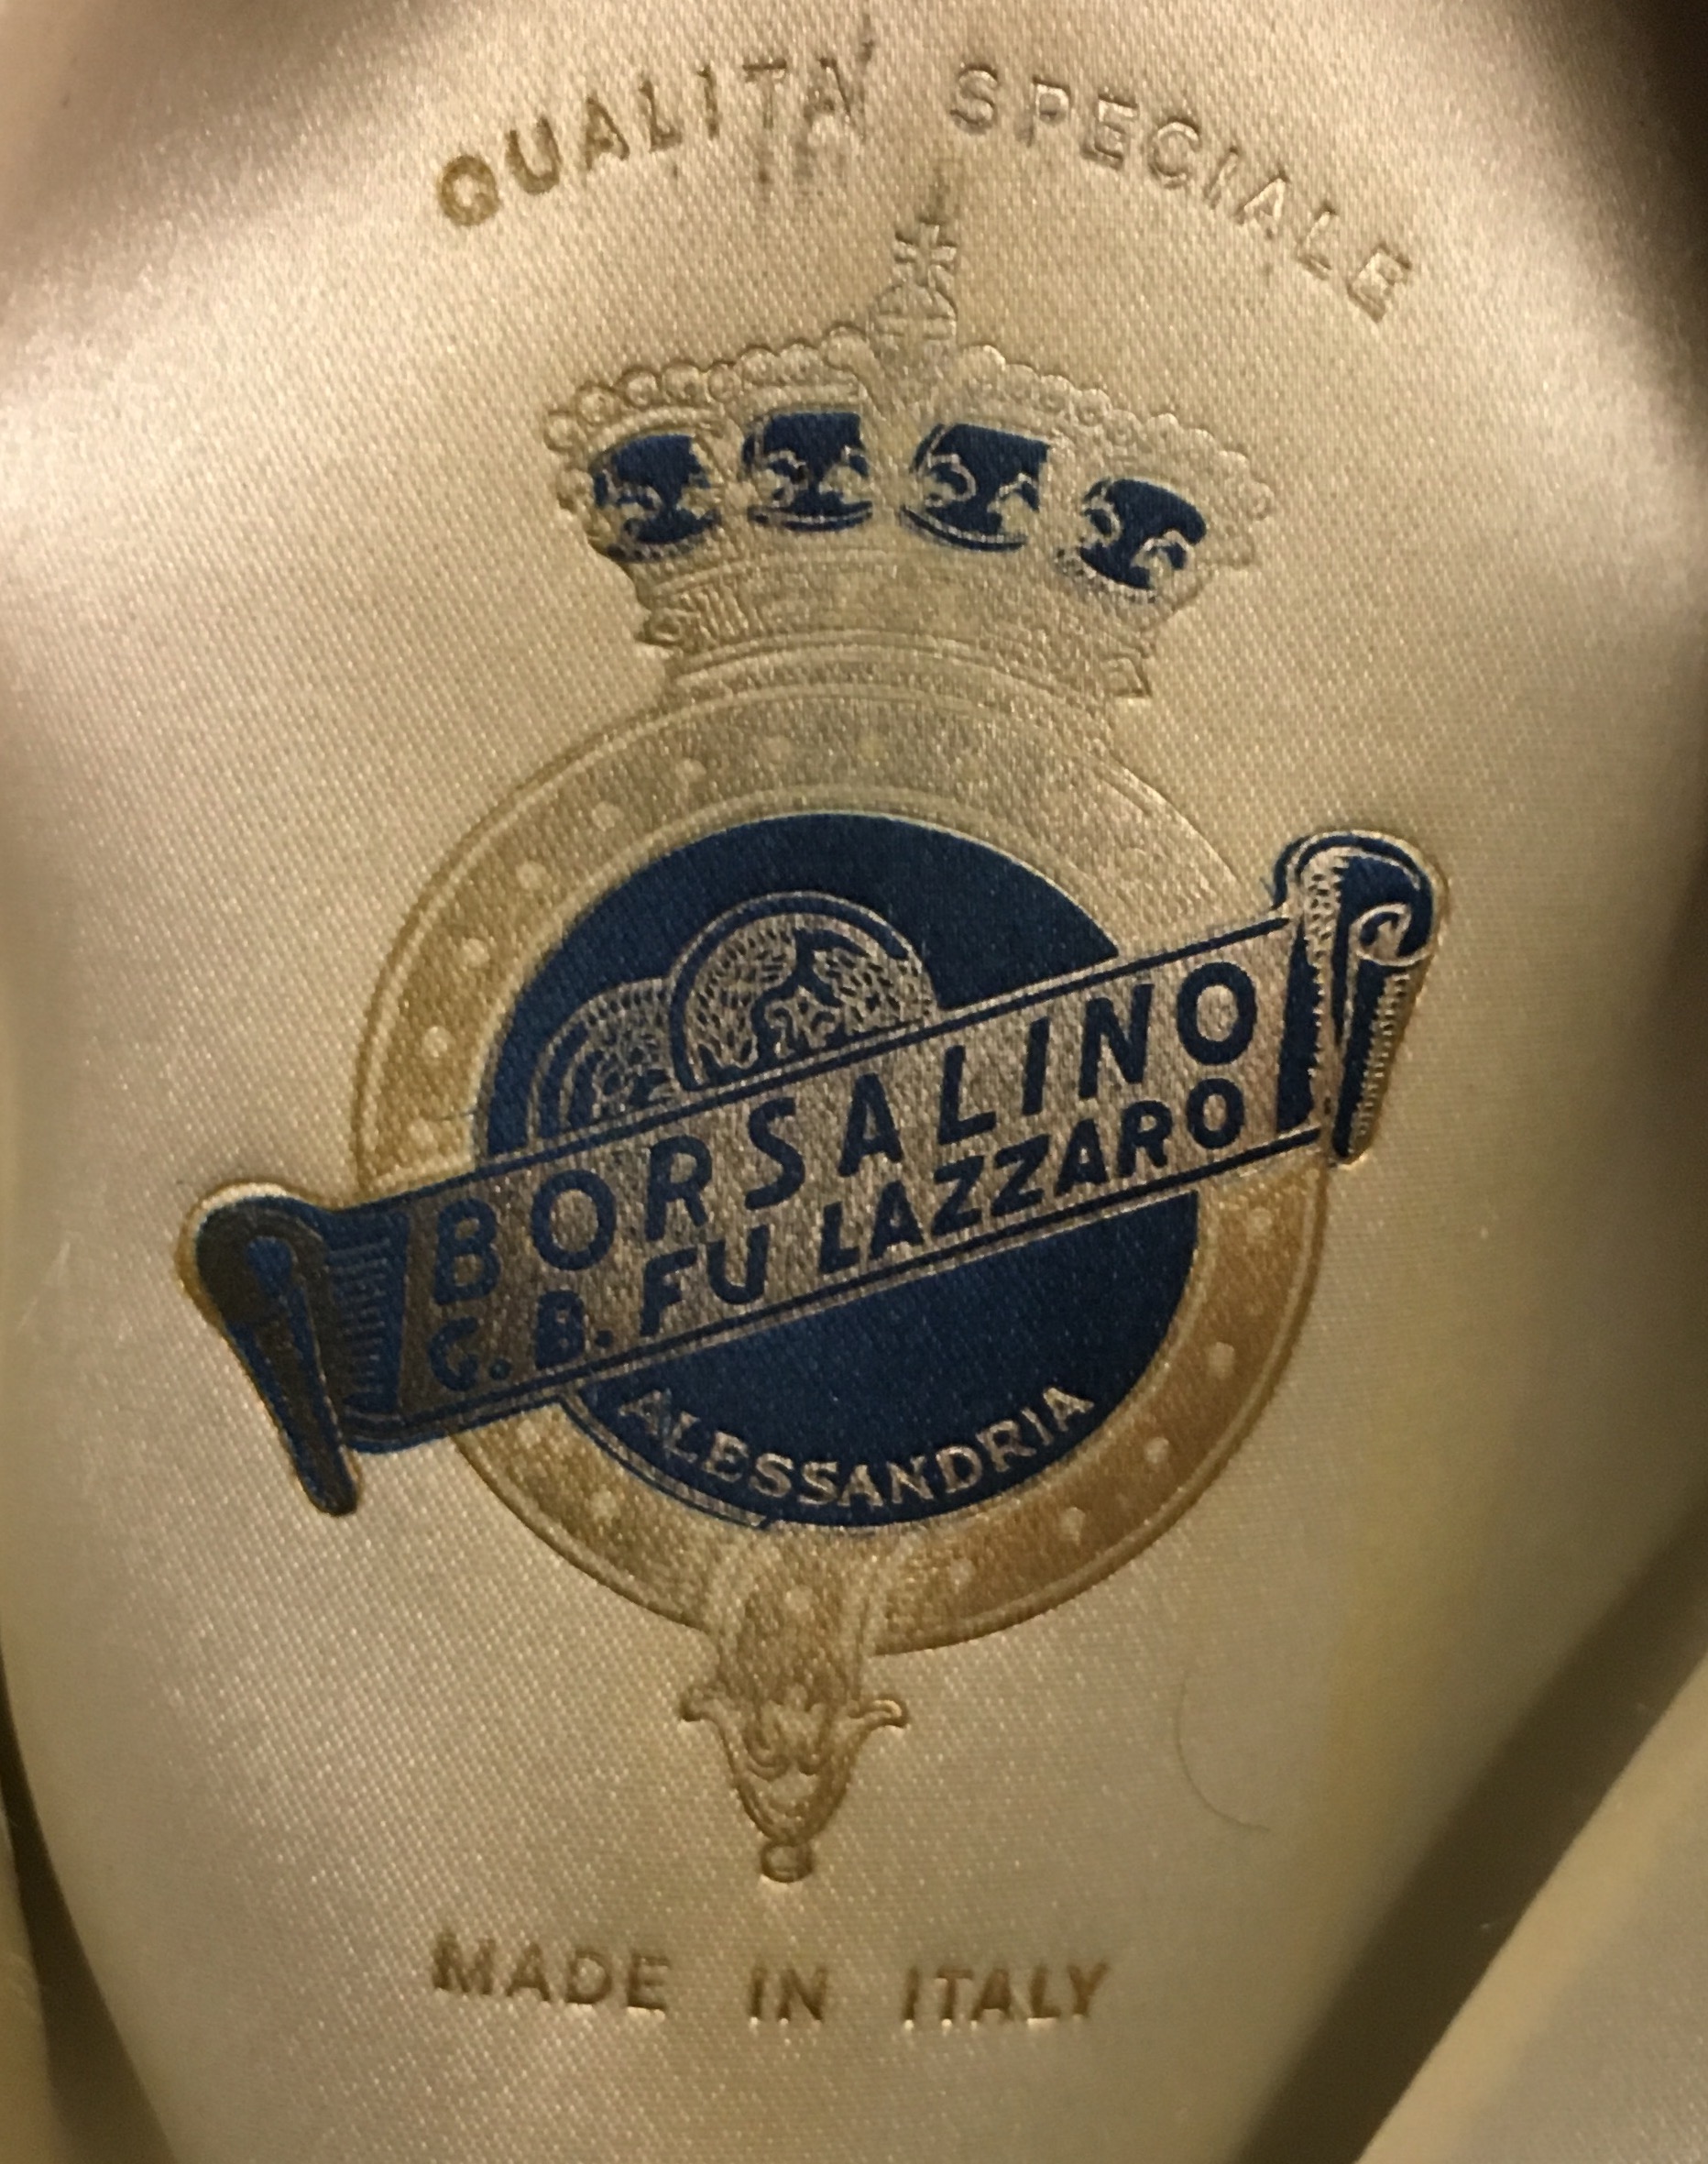 QUALITA' SPECIALE
BORSALINO
G. B. FU LAZZARO
ALESSANDRIA
MADE IN ITALY